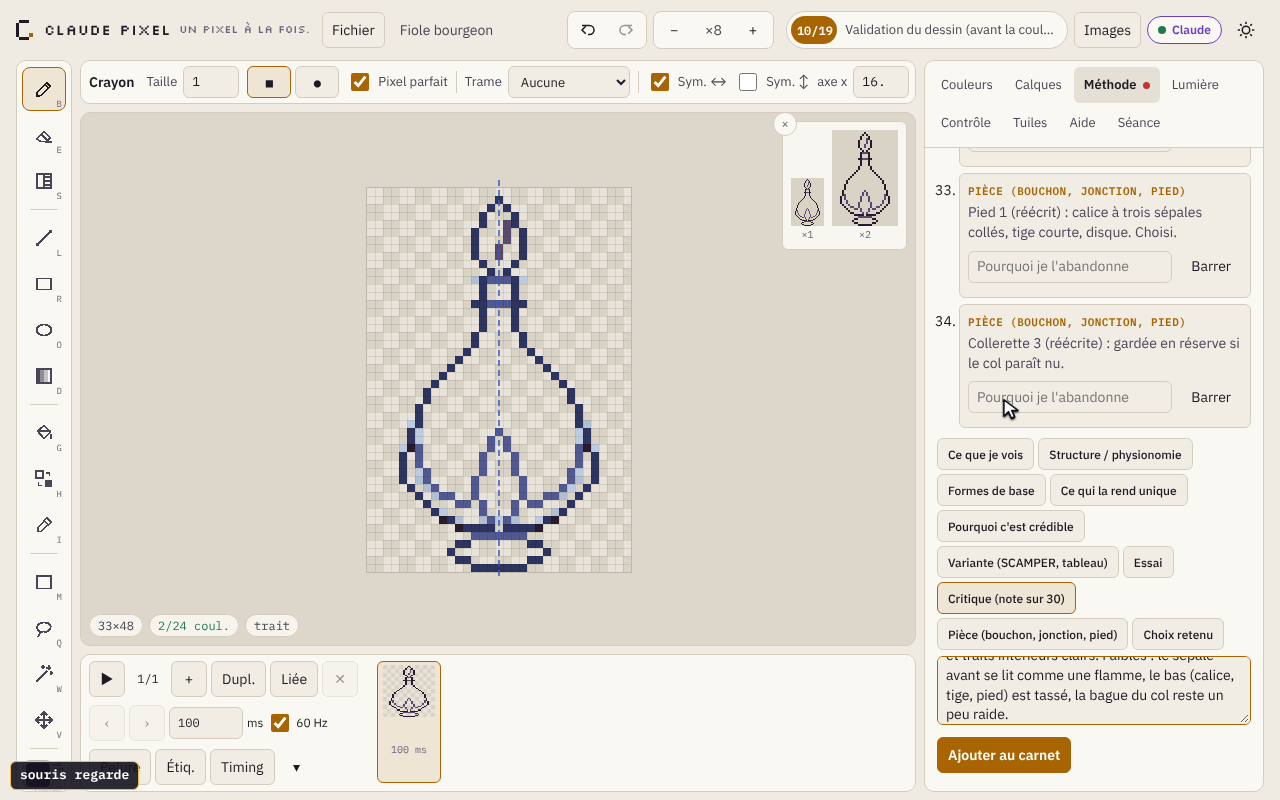 CLAUDE PIXEL UN PIXEL À LA FOIS. Fichier Fiole bourgeon − ×8 + 10/19 Validation du dessin (avant la coul… Images Claude
Crayon Taille 1 Pixel parfait Trame Aucune Sym. ↔ Sym. ↕ axe x 16.
B
E
S
L
R
O
D
G
H
I
M
Q
W
V
×
×1 ×2
33×48 2/24 coul. trait
1/1 + Dupl. Liée ×
‹ › 100 ms 60 Hz
Étiq. Timing ▼
100 ms
souris regarde
Couleurs Calques Méthode Lumière
Contrôle Tuiles Aide Séance
33. PIÈCE (BOUCHON, JONCTION, PIED)
Pied 1 (réécrit) : calice à trois sépales
collés, tige courte, disque. Choisi.
Pourquoi je l'abandonne Barrer
34. PIÈCE (BOUCHON, JONCTION, PIED)
Collerette 3 (réécrite) : gardée en réserve si
le col paraît nu.
Pourquoi je l'abandonne Barrer
Ce que je vois Structure / physionomie
Formes de base Ce qui la rend unique
Pourquoi c'est crédible
Variante (SCAMPER, tableau) Essai
Critique (note sur 30)
Pièce (bouchon, jonction, pied) Choix retenu
et traits intérieurs clairs. Faibles : le sépale
avant se lit comme une flamme, le bas (calice,
tige, pied) est tassé, la bague du col reste un
peu raide.
Ajouter au carnet